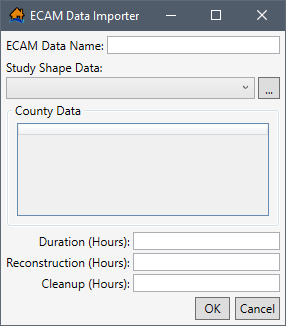 ECAM Data Importer
ECAM Data Name:
Study Shape Data:
...
County Data
Duration (Hours):
Reconstruction (Hours):
Cleanup (Hours):
OK Cancel